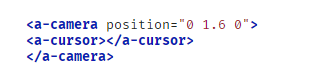 <a-camera position="0 1.6 0">
<a-cursor></a-cursor>
</a-camera>